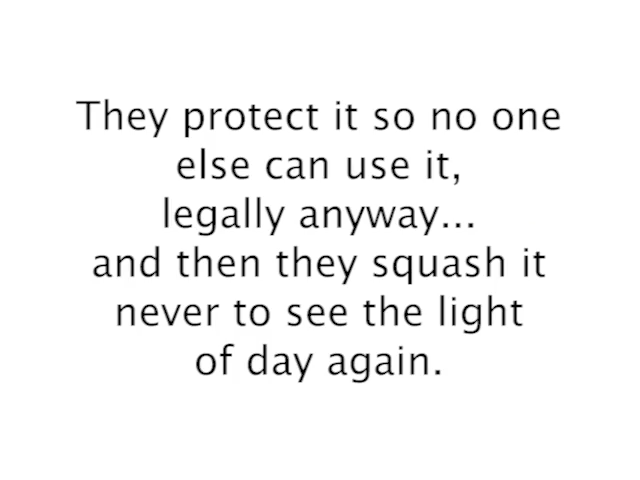 They protect it so no one
else can use it,
legally anyway...
and then they squash it
never to see the light
of day again.